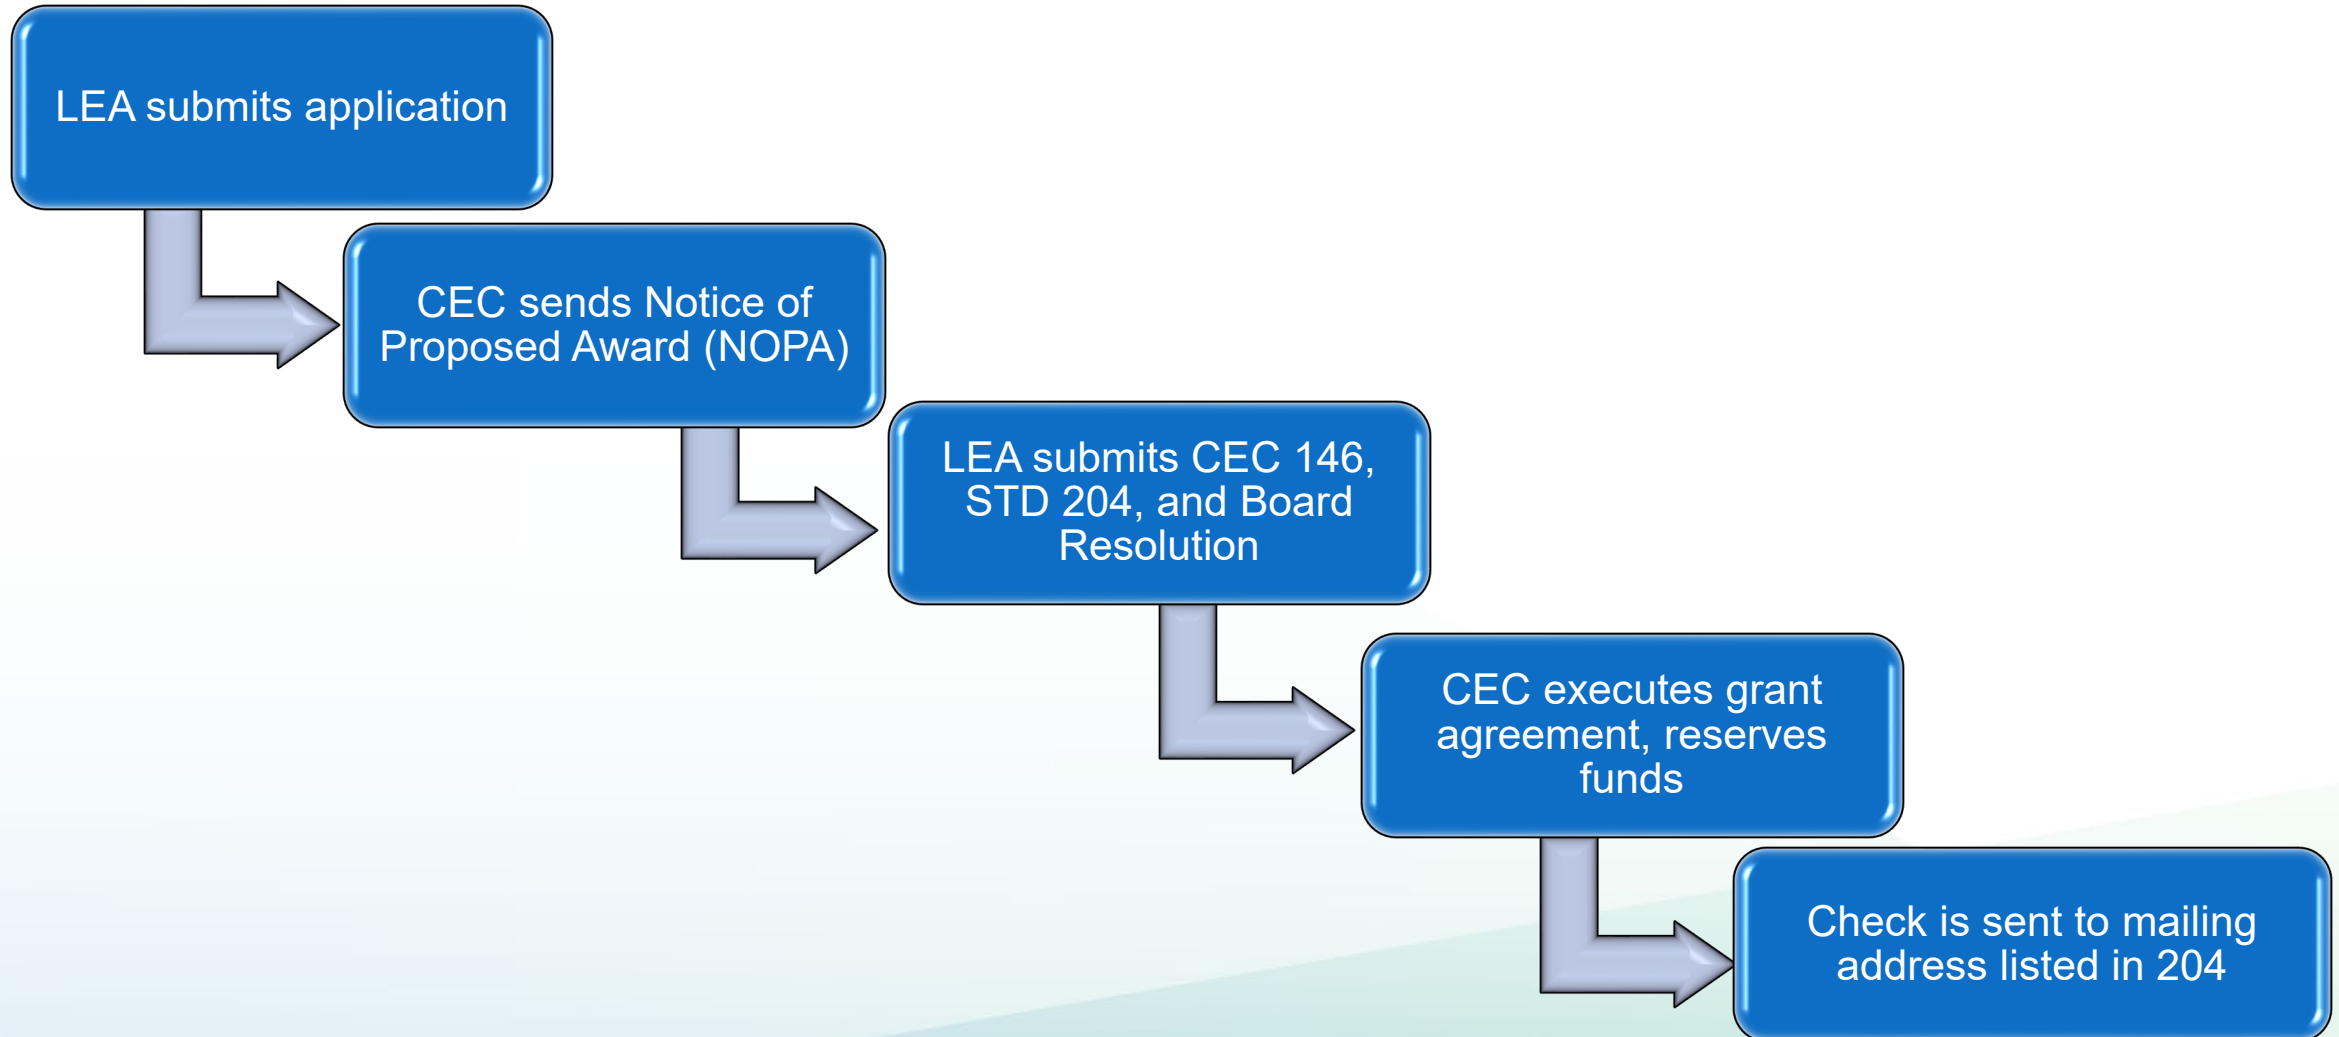 LEA submits application
CEC sends Notice of
Proposed Award (NOPA)
LEA submits CEC 146,
STD 204, and Board
Resolution
CEC executes grant
agreement, reserves
funds
Check is sent to mailing
address listed in 204